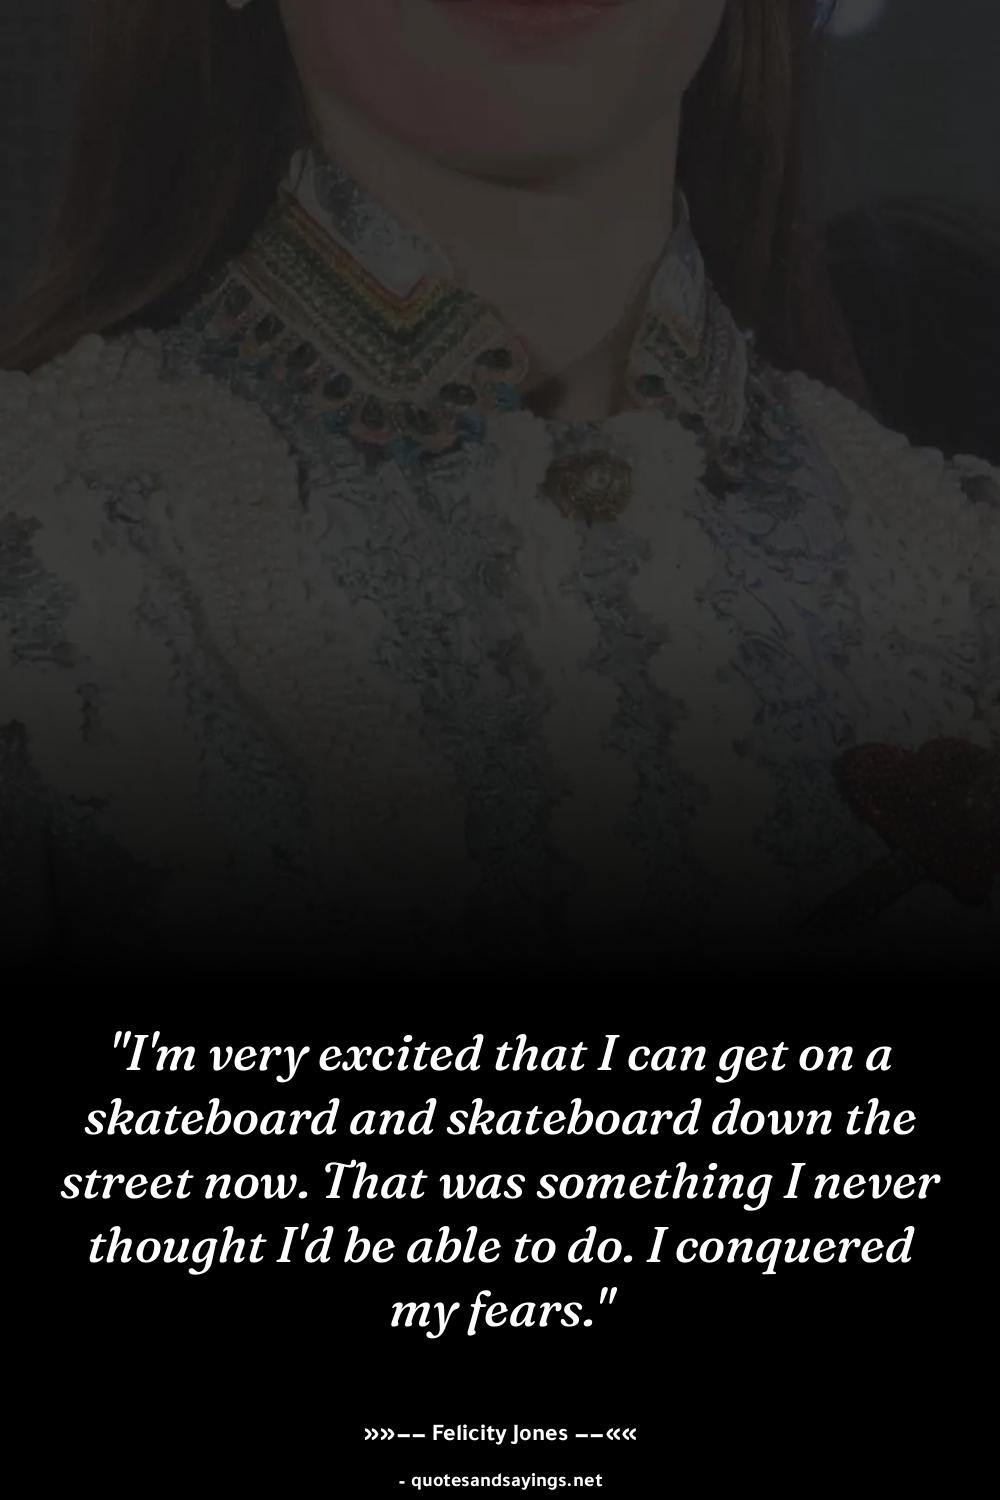 "I'm very excited that I can get on a
skateboard and skateboard down the
street now. That was something I never
thought I'd be able to do. I conquered
my fears."
»»−− Felicity Jones −−««
- quotesandsayings.net